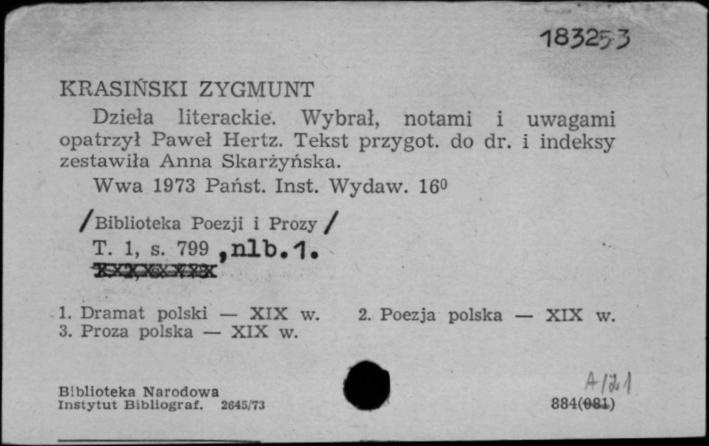 183253
KRASIŃSKI ZYGMUNT
Dzieła literackie. Wybrał, notami i uwagami
opatrzył Paweł Hertz. Tekst przygot. do dr. i indeksy
zestawiła Anna Skarżyńska.
Wwa 1973 Państ. Inst. Wydaw. 16⁰
/Biblioteka Poezji i Prozy/
T. 1, s. 799, nlb.1.
1. Dramat polski — XIX w. 2. Poezja polska — XIX w.
3. Proza polska — XIX w.
Biblioteka Narodowa
Instytut Bibliograf. 2645/73
884(081)